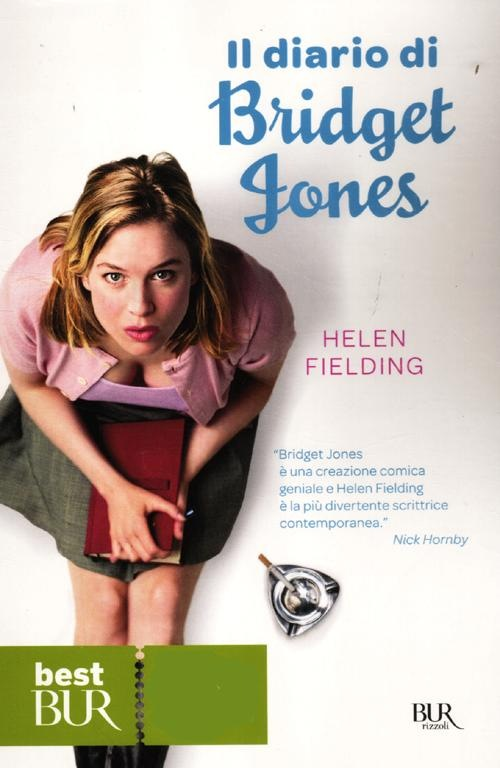 Il diario di
Bridget
Jones
HELEN
FIELDING
“Bridget Jones
è una creazione comica
geniale e Helen Fielding
è la più divertente scrittrice
contemporanea.”
Nick Hornby
best
BUR
BUR
rizzoli